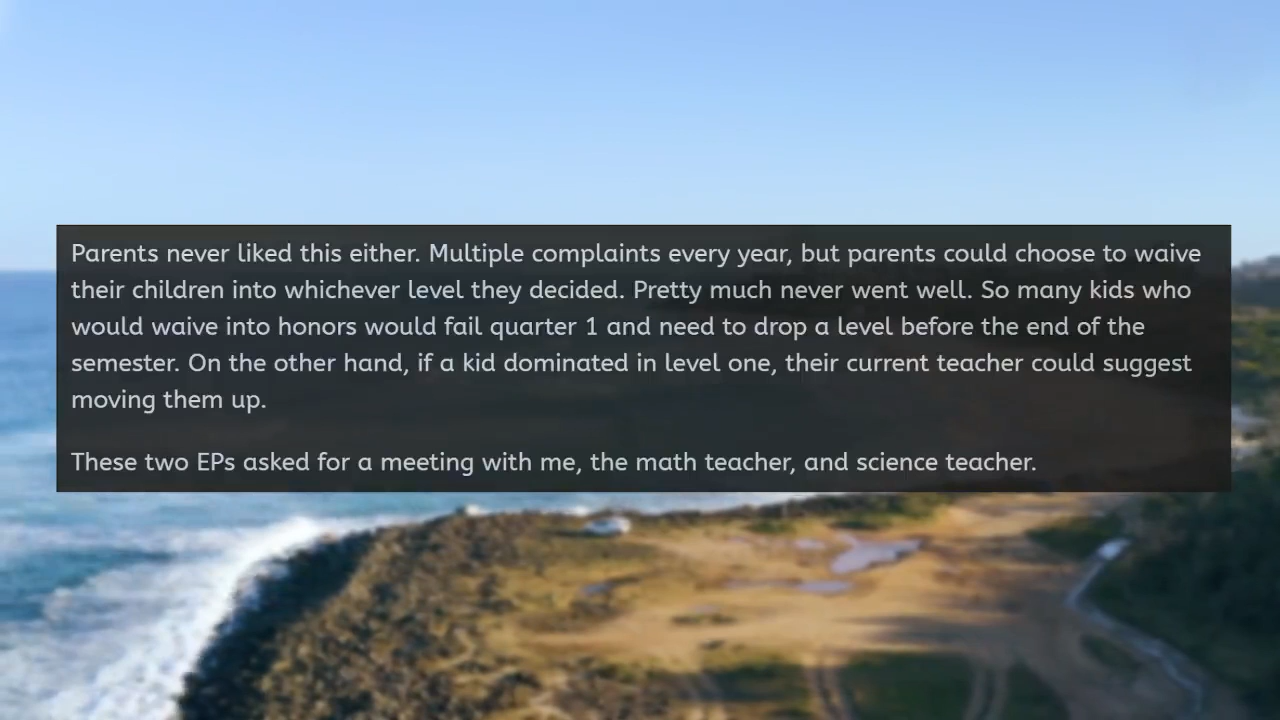 Parents never liked this either. Multiple complaints every year, but parents could choose to waive
their children into whichever level they decided. Pretty much never went well. So many kids who
would waive into honors would fail quarter 1 and need to drop a level before the end of the
semester. On the other hand, if a kid dominated in level one, their current teacher could suggest
moving them up.
These two EPs asked for a meeting with me, the math teacher, and science teacher.